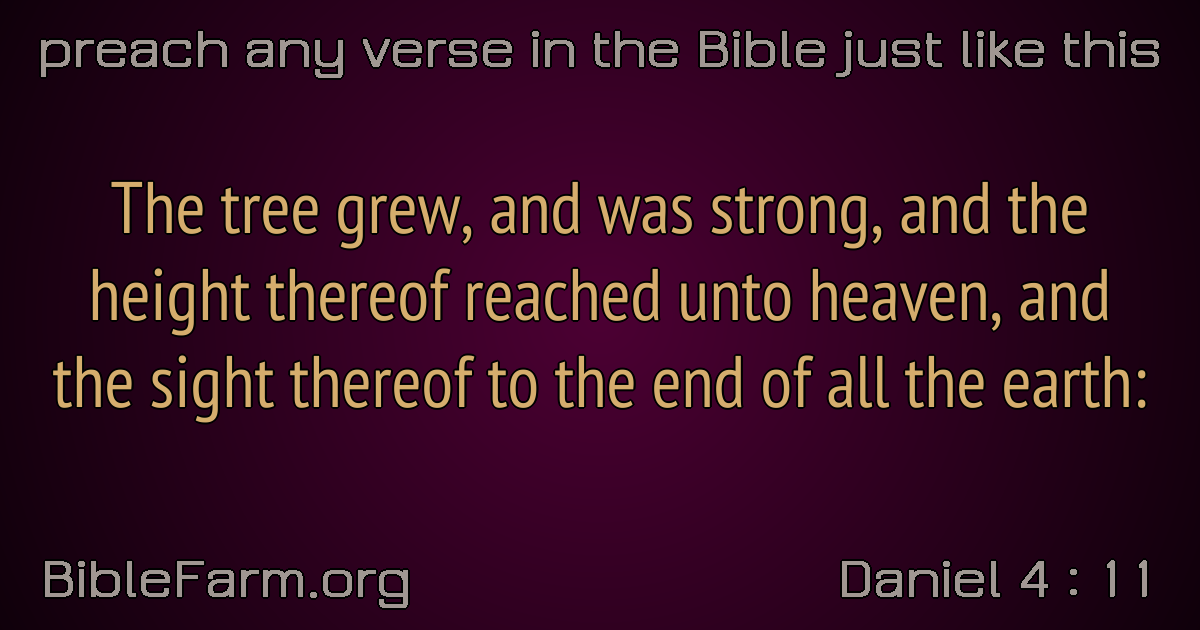 preach any verse in the Bible just like this
The tree grew, and was strong, and the
height thereof reached unto heaven, and
the sight thereof to the end of all the earth:
BibleFarm.org
Daniel 4 : 11